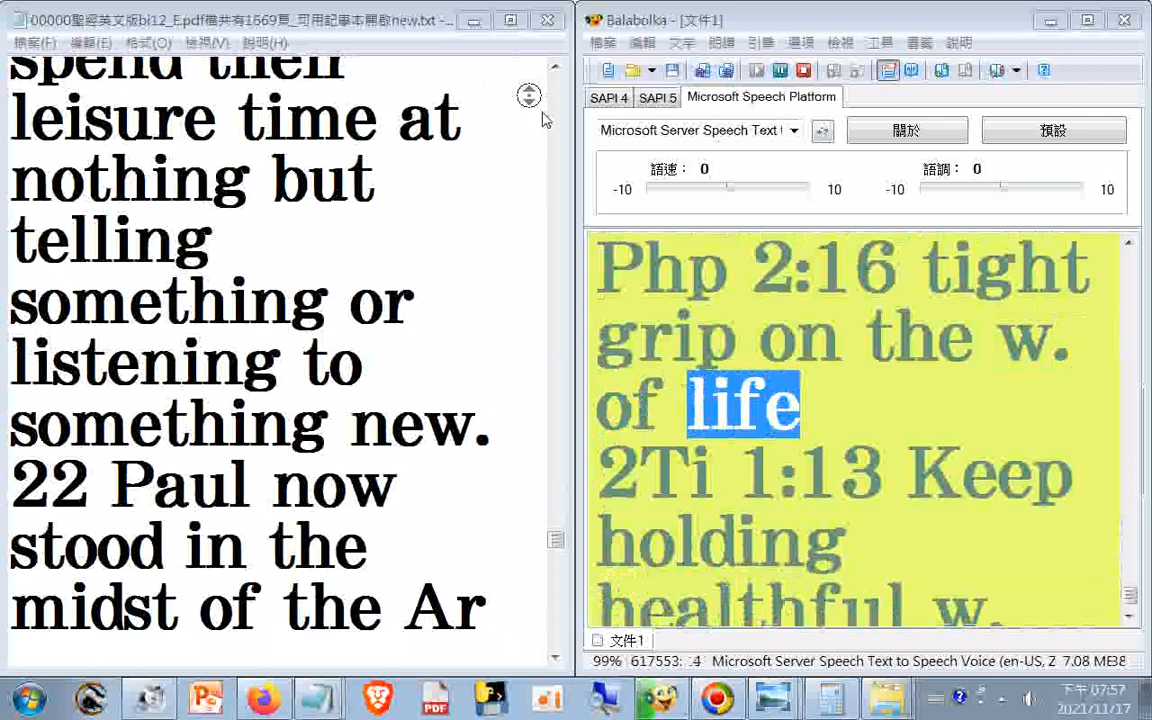 00000聖經英文版bi12_E.pdf檔共有1669頁_可用記事本開啟new.txt -...
檔案(F) 編輯(E) 格式(O) 檢視(V) 說明(H)
spend their
leisure time at
nothing but
telling
something or
listening to
something new.
22 Paul now
stood in the
midst of the Ar
Balabolka - [文件1]
檔案 編輯 文字 朗讀 引擎 選項 檢視 工具 書籤 說明
SAPI 4 SAPI 5 Microsoft Speech Platform
Microsoft Server Speech Text t 關於 預設
語速： 0 語調： 0
-10 10 -10 10
Php 2:16 tight
grip on the w.
of life
2Ti 1:13 Keep
holding
healthful w.
文件1
99% 617553: Microsoft Server Speech Text to Speech Voice (en-US, Z 7.08 MB
PDF
下午 07:57
2021/11/17